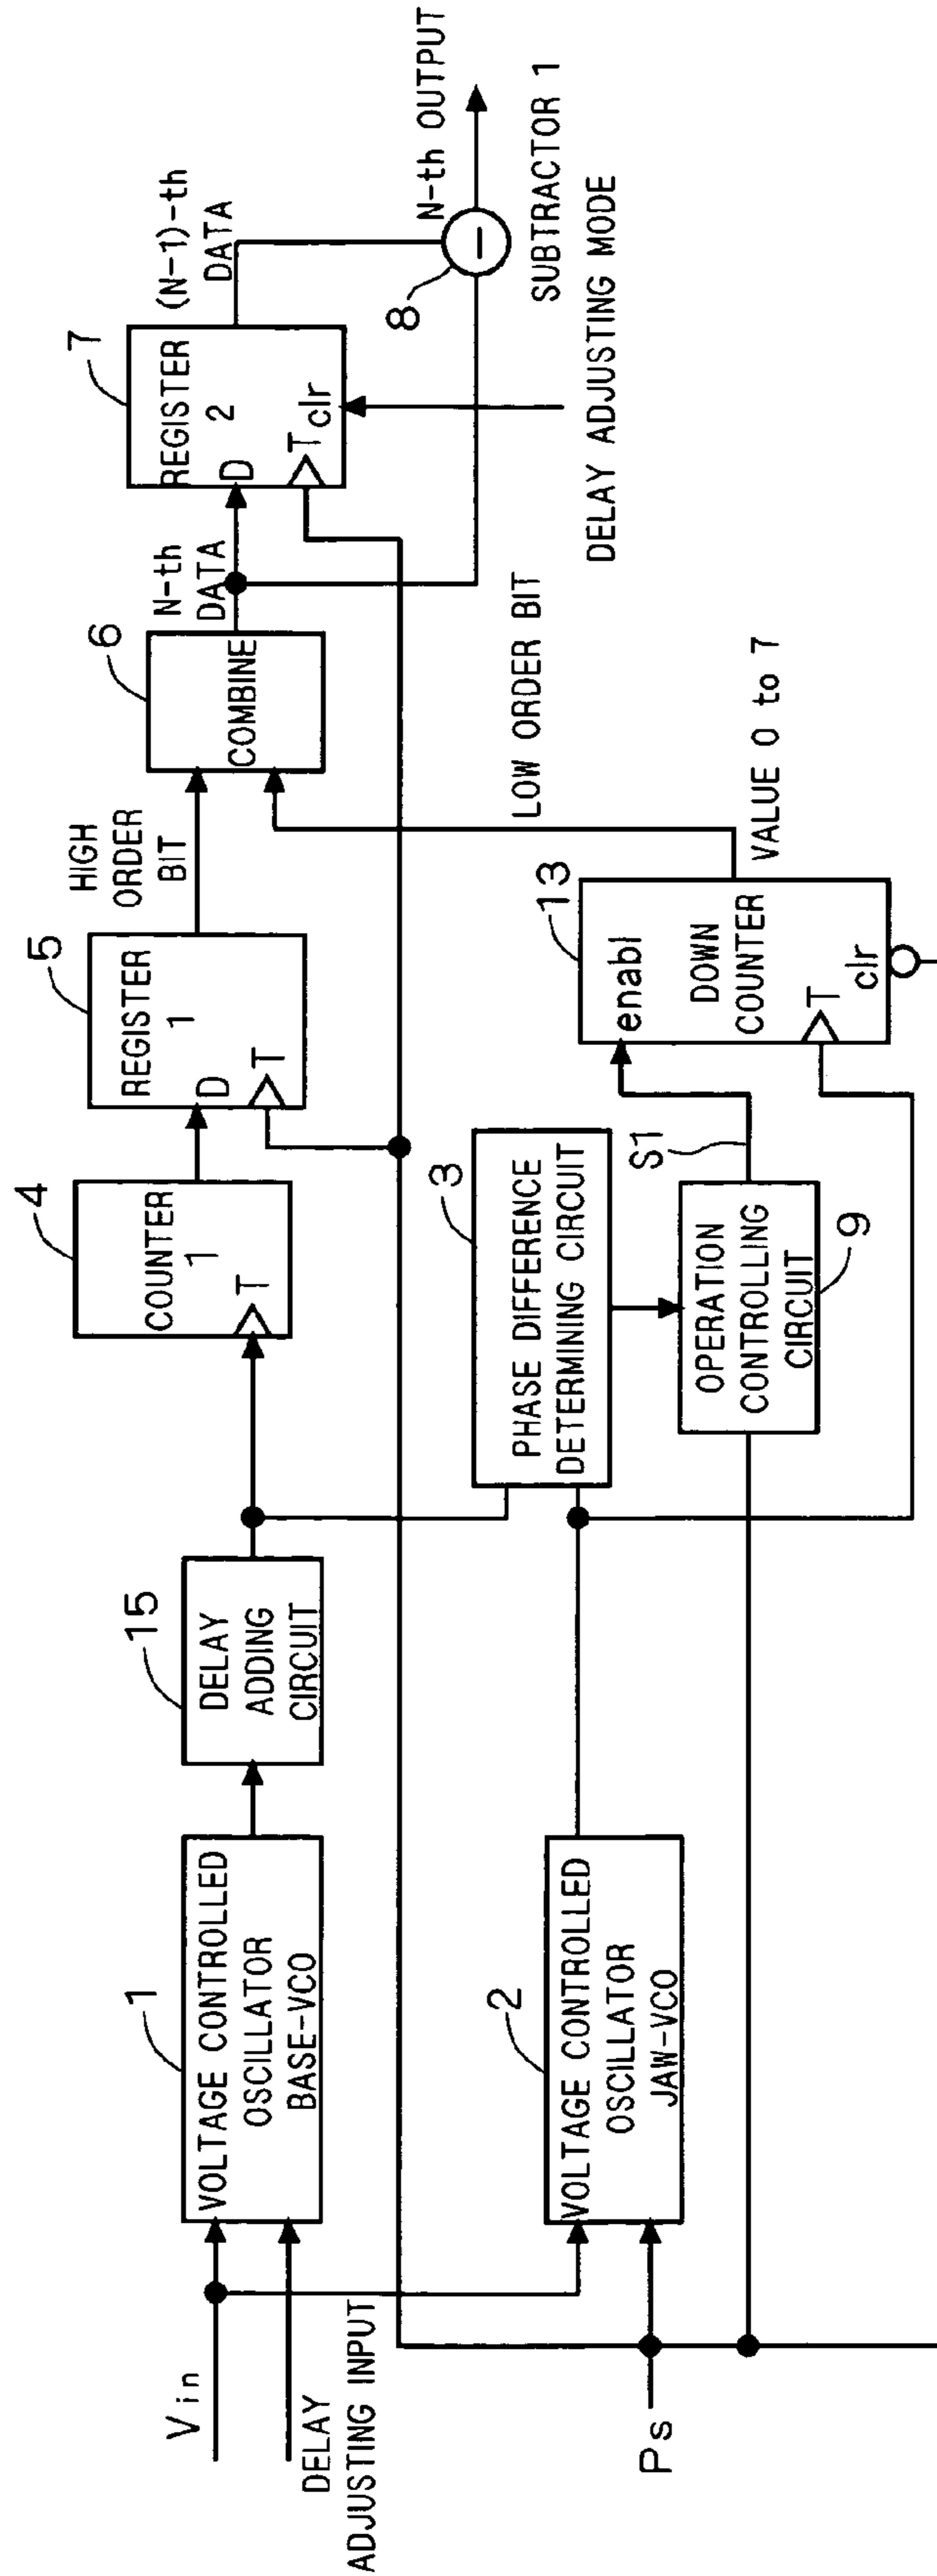 Vin
DELAY
ADJUSTING INPUT
Ps
1
VOLTAGE CONTROLLED
OSCILLATOR
BASE-VCO
2
VOLTAGE CONTROLLED
OSCILLATOR
JAW-VCO
15
DELAY
ADDING
CIRCUIT
4
COUNTER
1
T
3
PHASE DIFFERENCE
DETERMINING CIRCUIT
S1
OPERATION
CONTROLLING
CIRCUIT
9
5
REGISTER
1
D
T
HIGH
ORDER
BIT
13
enabl
DOWN
COUNTER
T
clr
VALUE 0 to 7
LOW ORDER BIT
6
COMBINE
N-th
DATA
7
REGISTER
2
D
T
clr
DELAY ADJUSTING MODE
(N-1)-th
DATA
8
−
N-th OUTPUT
SUBTRACTOR 1